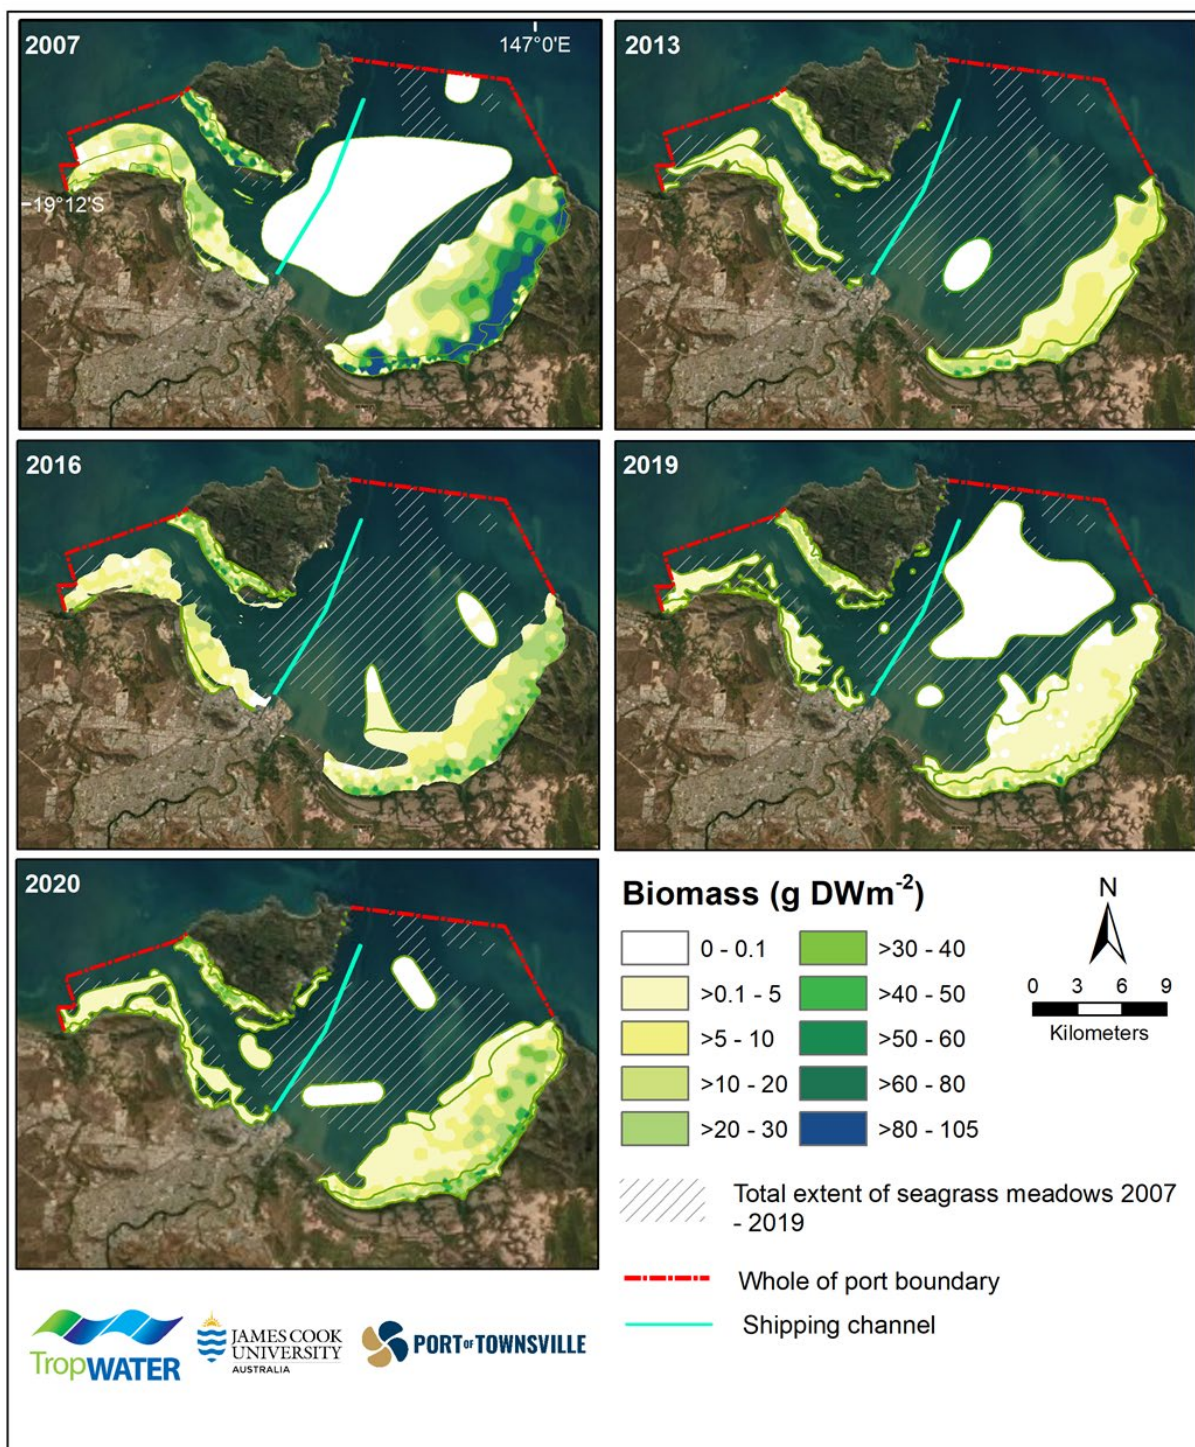 2007
147°0'E
2013
19°12'S
2016
2019
2020
Biomass (g DWm⁻²)
0 - 0.1
>30 - 40
>0.1 - 5
>40 - 50
>5 - 10
>50 - 60
>10 - 20
>60 - 80
>20 - 30
>80 - 105
N
0 3 6 9
Kilometers
Total extent of seagrass meadows 2007
- 2019
Whole of port boundary
Shipping channel
TropWATER
JAMES COOK
UNIVERSITY
AUSTRALIA
PORT OF TOWNSVILLE